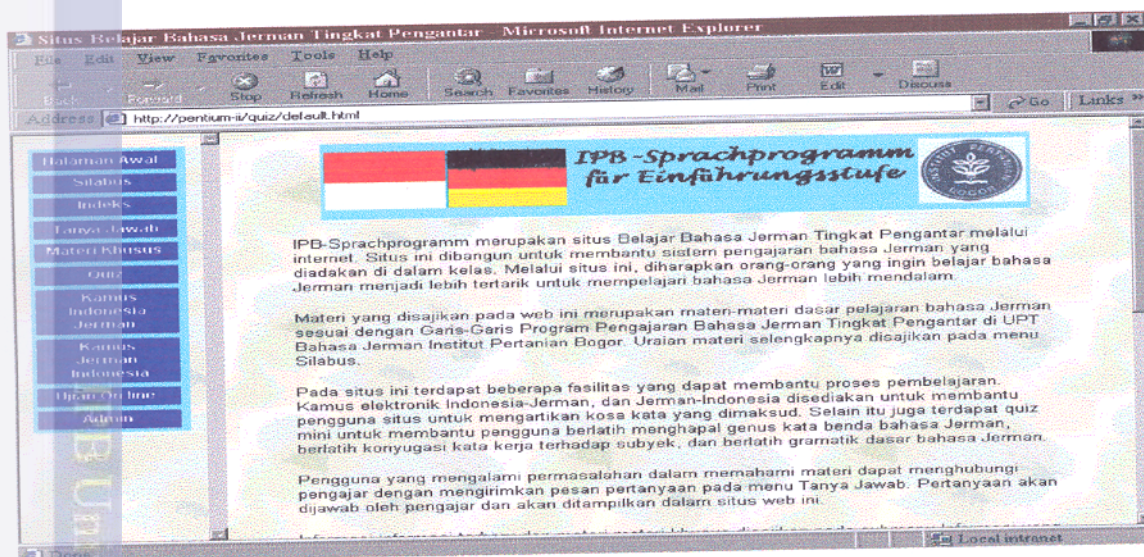 Situs Belajar Bahasa Jerman Tingkat Pengantar - Microsoft Internet Explorer
File Edit View Favorites Tools Help
Back Forward Stop Refresh Home Search Favorites History Mail Print Edit Discuss
Address http://pentium-ii/quiz/default.html Go Links »
Halaman Awal
Silabus
Indeks
Tanya Jawab
Materi Khusus
Quiz
Kamus
Indonesia
Jerman
Kamus
Jerman
Indonesia
Ujian On line
Admin
IPB-Sprachprogramm
für Einführungsstufe
INSTITUT PERTANIAN
BOGOR
IPB-Sprachprogramm merupakan situs Belajar Bahasa Jerman Tingkat Pengantar melalui
internet. Situs ini dibangun untuk membantu sistem pengajaran bahasa Jerman yang
diadakan di dalam kelas. Melalui situs ini, diharapkan orang-orang yang ingin belajar bahasa
Jerman menjadi lebih tertarik untuk mempelajari bahasa Jerman lebih mendalam.
Materi yang disajikan pada web ini merupakan materi-materi dasar pelajaran bahasa Jerman
sesuai dengan Garis-Garis Program Pengajaran Bahasa Jerman Tingkat Pengantar di UPT
Bahasa Jerman Institut Pertanian Bogor. Uraian materi selengkapnya disajikan pada menu
Silabus.
Pada situs ini terdapat beberapa fasilitas yang dapat membantu proses pembelajaran.
Kamus elektronik Indonesia-Jerman, dan Jerman-Indonesia disediakan untuk membantu
pengguna situs untuk mengartikan kosa kata yang dimaksud. Selain itu juga terdapat quiz
mini untuk membantu pengguna berlatih menghapal genus kata benda bahasa Jerman,
berlatih konyugasi kata kerja terhadap subyek, dan berlatih gramatik dasar bahasa Jerman.
Pengguna yang mengalami permasalahan dalam memahami materi dapat menghubungi
pengajar dengan mengirimkan pesan pertanyaan pada menu Tanya Jawab. Pertanyaan akan
dijawab oleh pengajar dan akan ditampilkan dalam situs web ini.
Done Local intranet